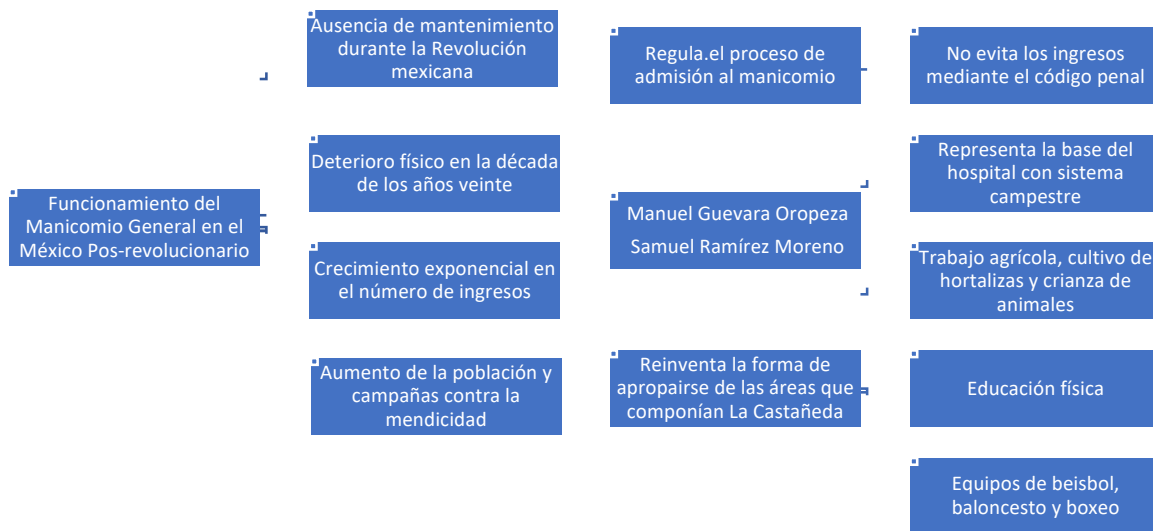 Funcionamiento del
Manicomio General en el
México Pos-revolucionario
Ausencia de mantenimiento
durante la Revolución
mexicana
Deterioro físico en la década
de los años veinte
Crecimiento exponencial en
el número de ingresos
Aumento de la población y
campañas contra la
mendicidad
Regula.el proceso de
admisión al manicomio
Manuel Guevara Oropeza
Samuel Ramírez Moreno
Reinventa la forma de
apropairse de las áreas que
componían La Castañeda
No evita los ingresos
mediante el código penal
Representa la base del
hospital con sistema
campestre
Trabajo agrícola, cultivo de
hortalizas y crianza de
animales
Educación física
Equipos de beisbol,
baloncesto y boxeo